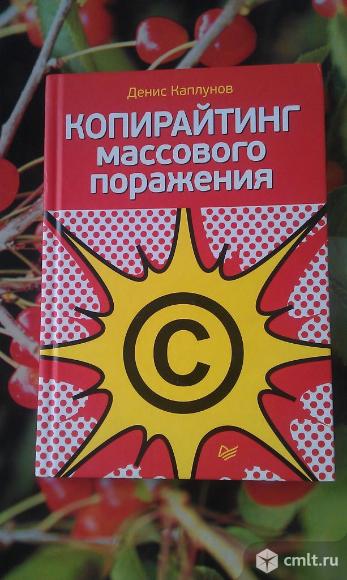 Денис Каплунов
КОПИРАЙТИНГ
массового
поражения
©
cmlt.ru